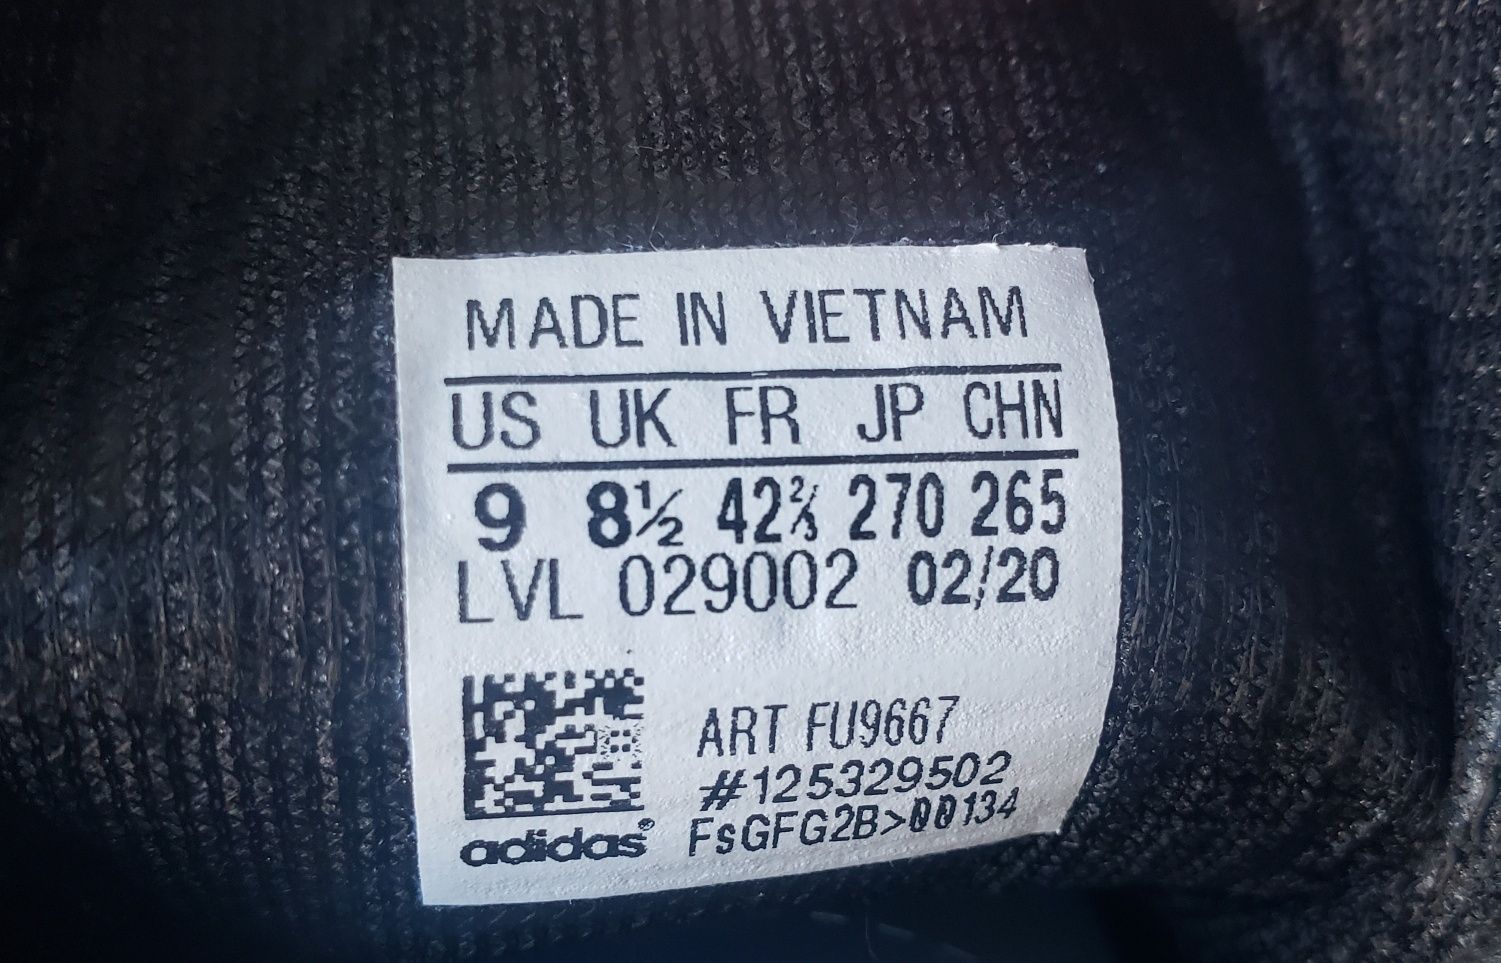 MADE IN VIETNAM
US UK FR JP CHN
9 8½ 42⅔ 270 265
LVL 029002 02/20
ART FU9667
#125329502
FsGFG2B>00134
adidas®